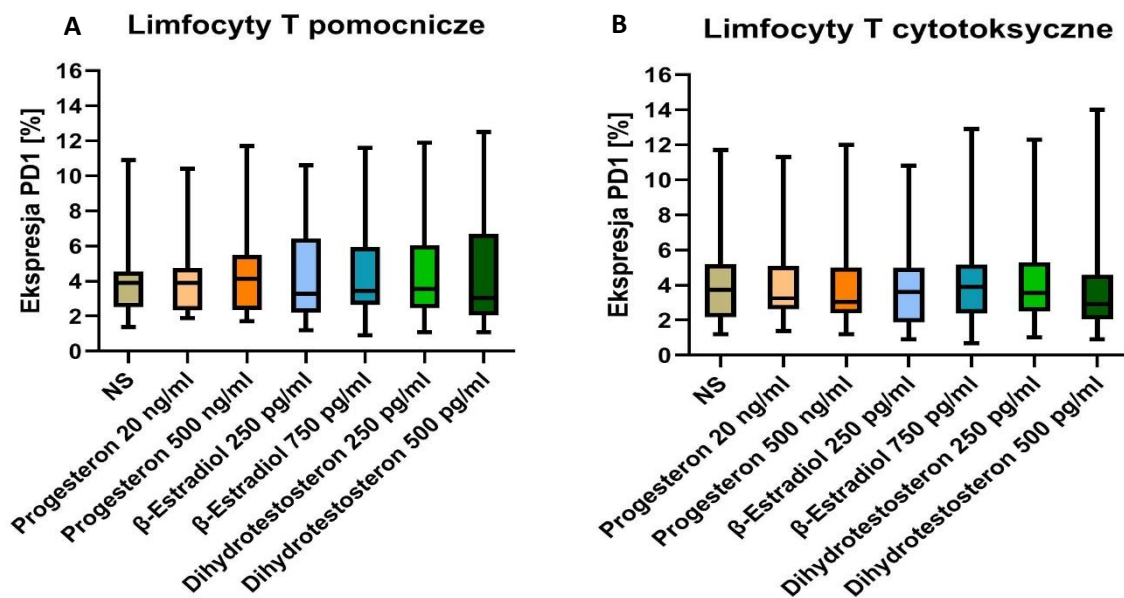 A
Limfocyty T pomocnicze
Ekspresja PD1 [%]
16
14
12
10
8
6
4
2
0
NS
Progesteron 20 ng/ml
Progesteron 500 ng/ml
β-Estradiol 250 pg/ml
β-Estradiol 750 pg/ml
Dihydrotestosteron 250 pg/ml
Dihydrotestosteron 500 pg/ml
B
Limfocyty T cytotoksyczne
Ekspresja PD1 [%]
16
14
12
10
8
6
4
2
0
NS
Progesteron 20 ng/ml
Progesteron 500 ng/ml
β-Estradiol 250 pg/ml
β-Estradiol 750 pg/ml
Dihydrotestosteron 250 pg/ml
Dihydrotestosteron 500 pg/ml